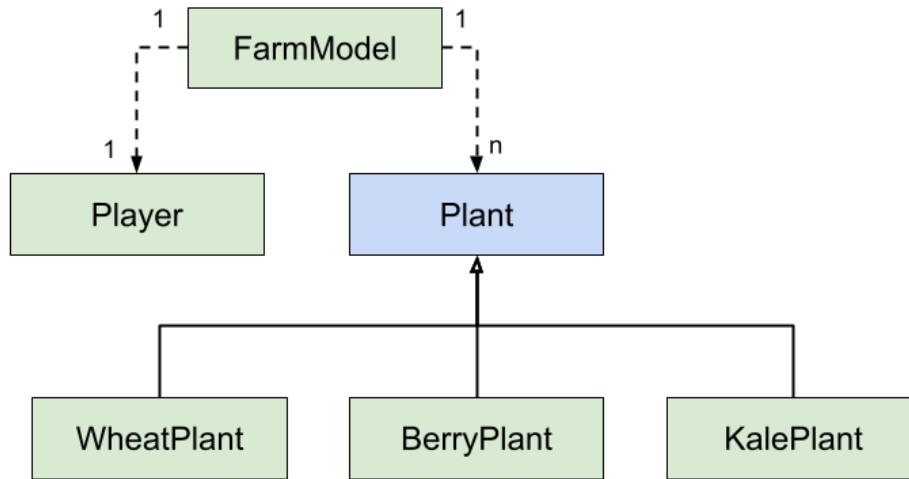 1
FarmModel
1
1
n
Player
Plant
WheatPlant
BerryPlant
KalePlant